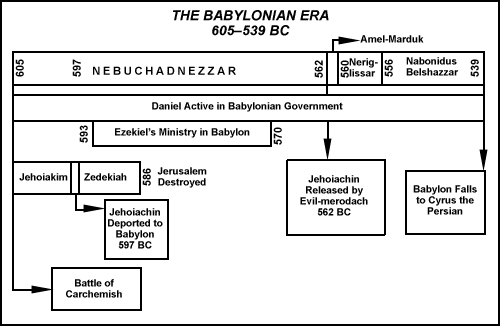 THE BABYLONIAN ERA
605–539 BC
Amel-Marduk
605
597
NEBUCHADNEZZAR
562
560
Nerig-
lissar
556
Nabonidus
Belshazzar
539
Daniel Active in Babylonian Government
593
Ezekiel's Ministry in Babylon
570
Jehoiakim
Zedekiah
586
Jerusalem
Destroyed
Jehoiachin
Deported to
Babylon
597 BC
Jehoiachin
Released by
Evil-merodach
562 BC
Babylon Falls
to Cyrus the
Persian
Battle of
Carchemish